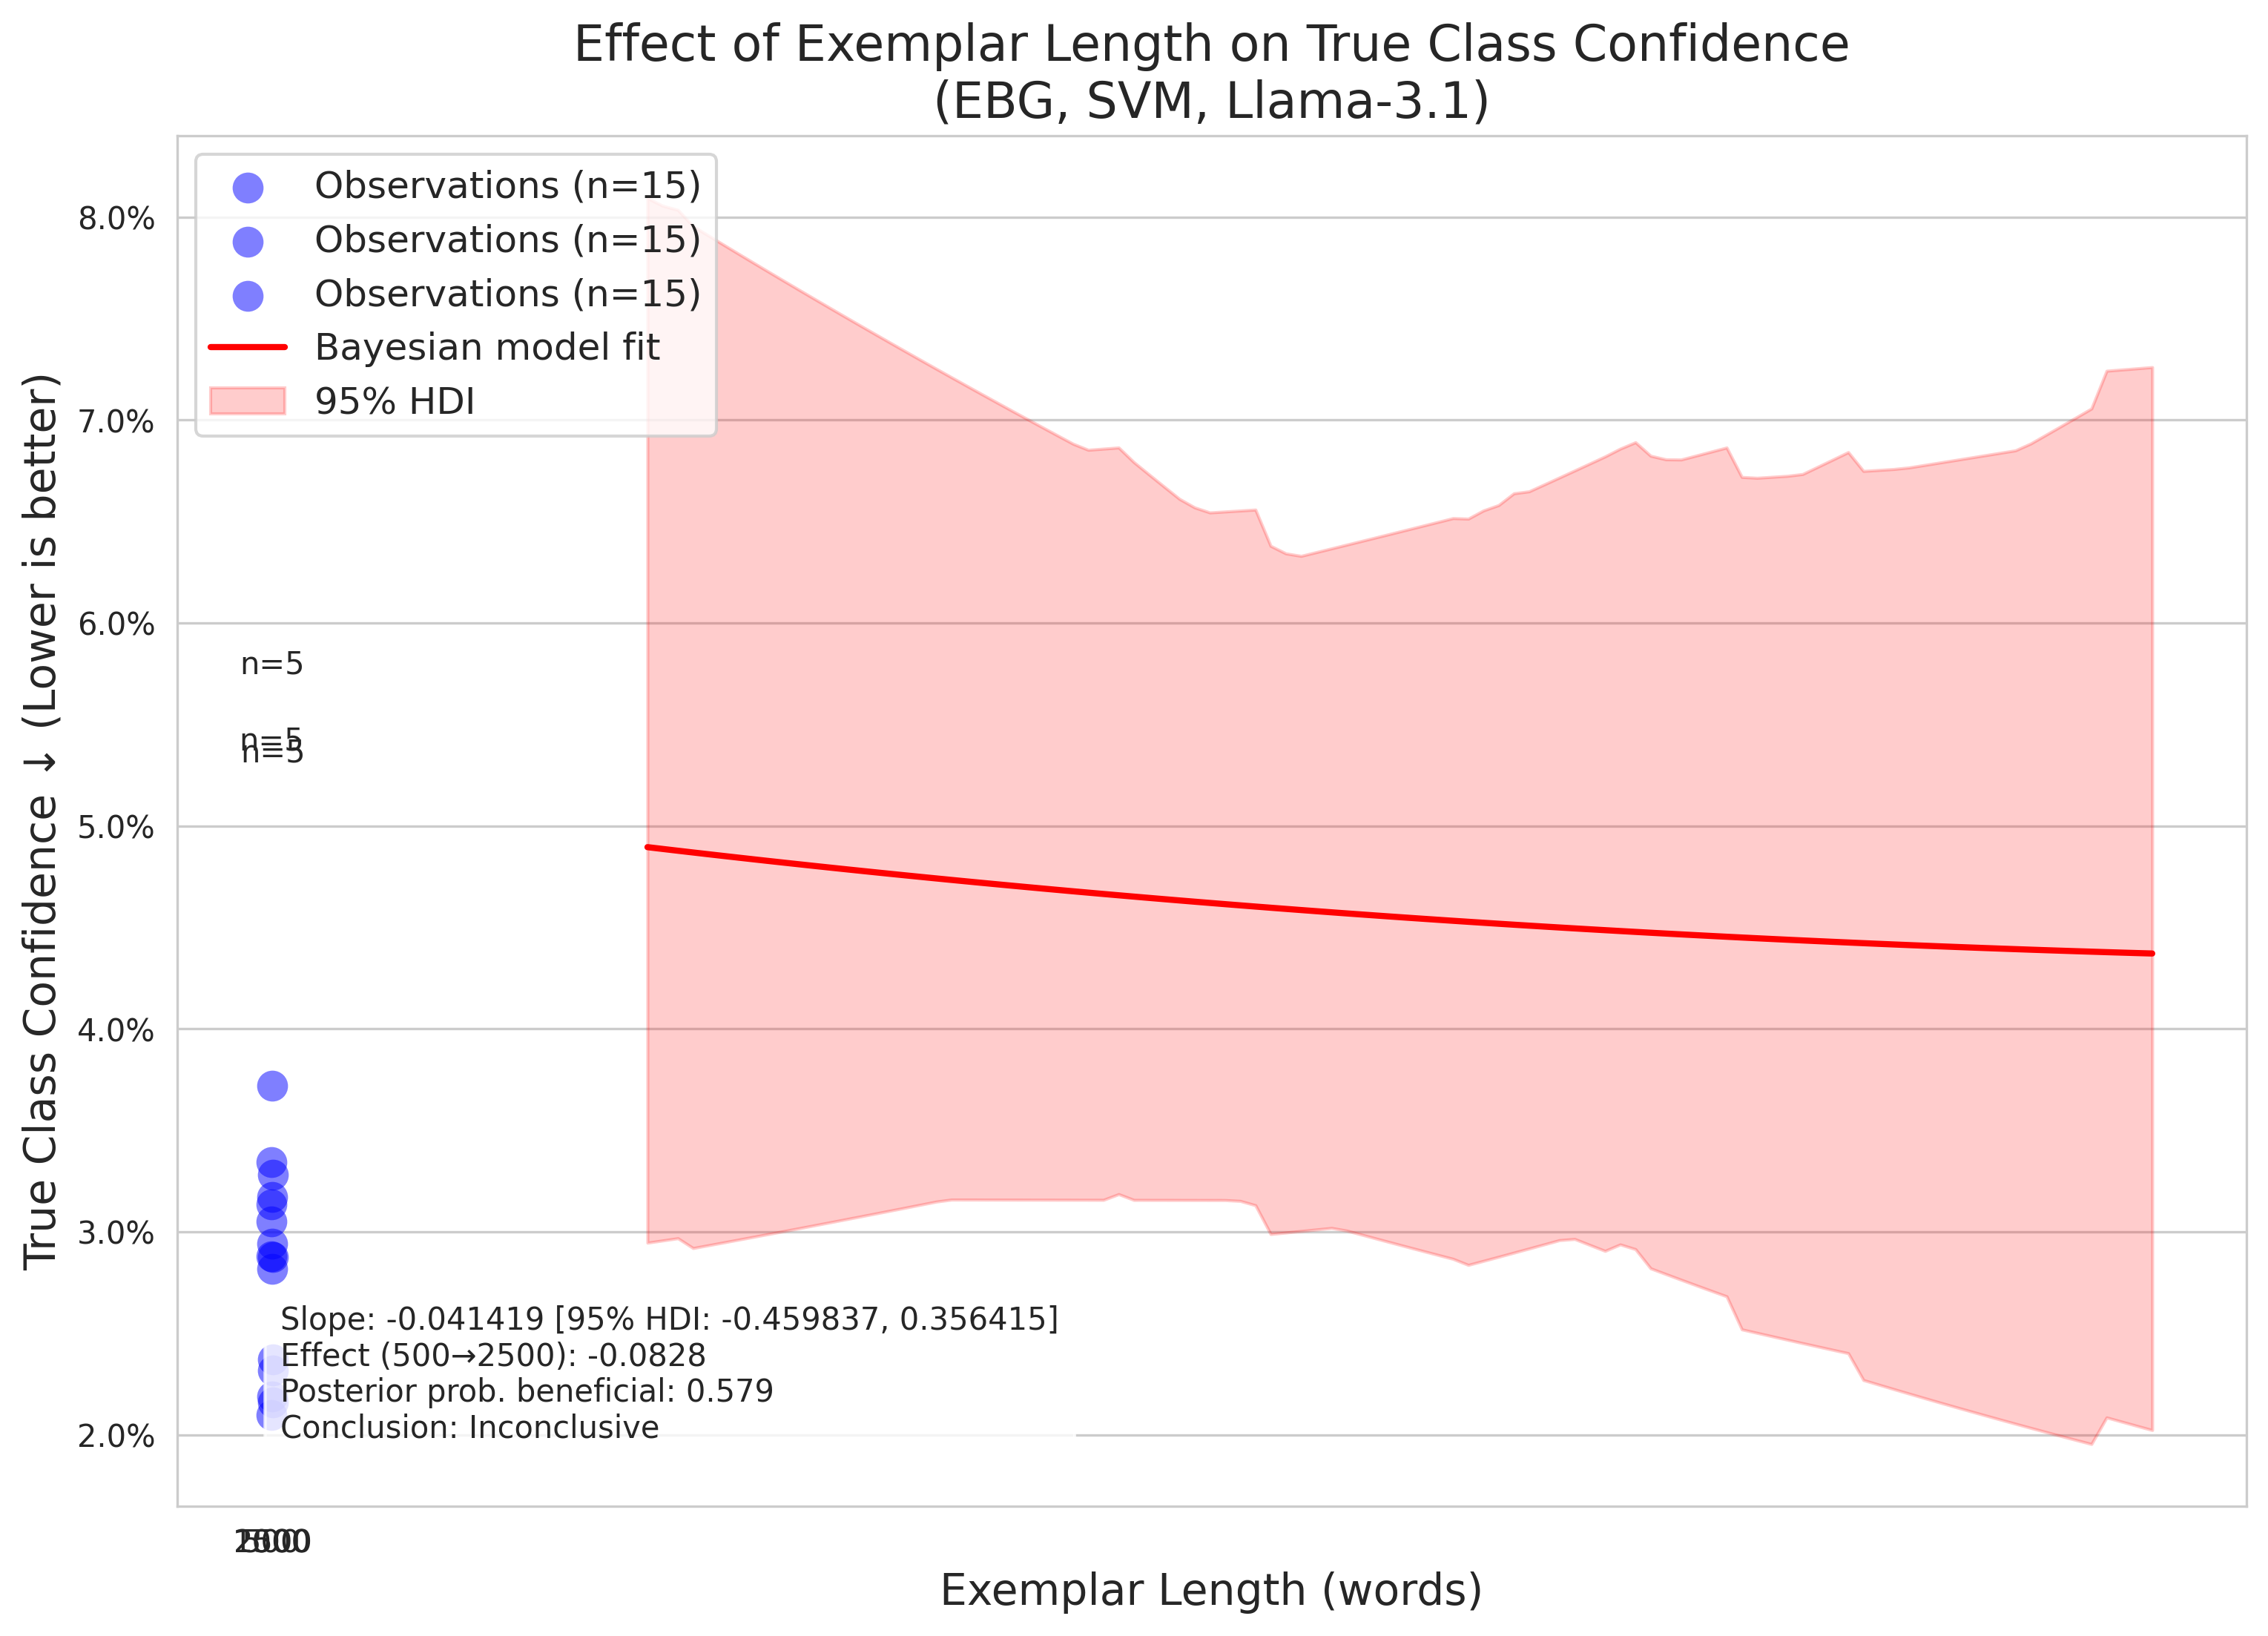 Effect of Exemplar Length on True Class Confidence
(EBG, SVM, Llama-3.1)
Observations (n=15)
Observations (n=15)
Observations (n=15)
Bayesian model fit
95% HDI
True Class Confidence ↓ (Lower is better)
8.0%
7.0%
6.0%
5.0%
4.0%
3.0%
2.0%
n=5
n=5
n=5
Slope: -0.041419 [95% HDI: -0.459837, 0.356415]
Effect (500→2500): -0.0828
Posterior prob. beneficial: 0.579
Conclusion: Inconclusive
Exemplar Length (words)